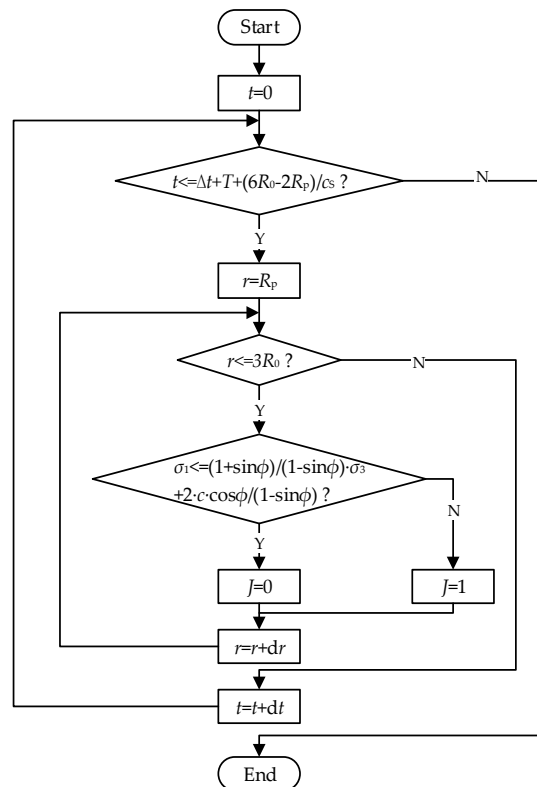 Start
t=0
t<=Δt+T+(6R₀-2Rₚ)/cₛ ?
N
Y
r=Rₚ
r<=3R₀ ?
N
Y
σ₁<=(1+sinϕ)/(1-sinϕ)·σ₃
+2·c·cosϕ/(1-sinϕ) ?
N
Y
J=0
J=1
r=r+dr
t=t+dt
End